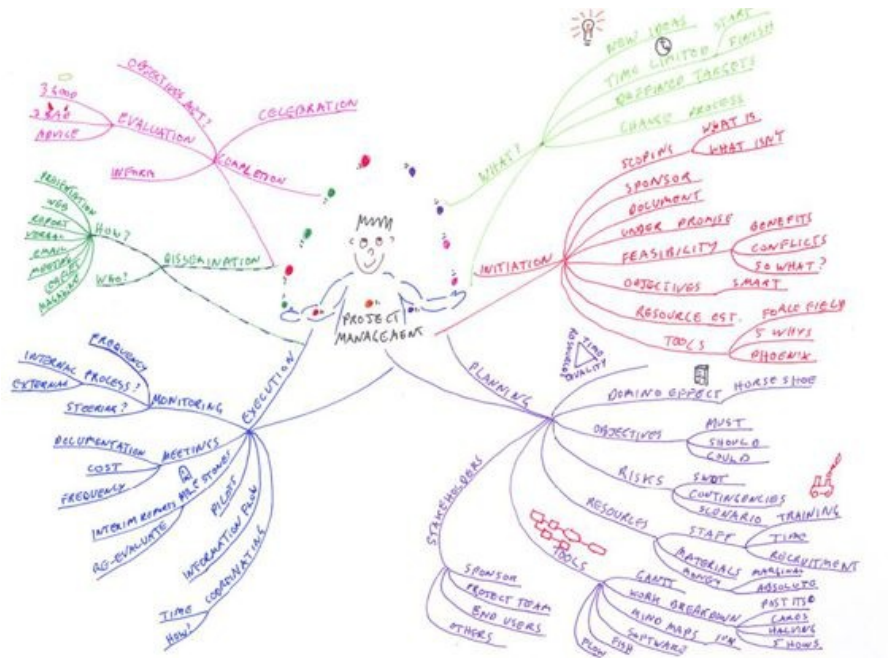 PROJECT
MANAGEMENT
WHAT?
NEW IDEAS
TIME LIMITED
START
FINISH
DEFINED TARGETS
CHANGE PROCESS
INITIATION
SCOPING
WHAT IS
WHAT ISN'T
SPONSOR
DOCUMENT
UNDER PROMISE
FEASIBILITY
BENEFITS
CONFLICTS
SO WHAT?
OBJECTIVES
SMART
RESOURCE EST.
TOOLS
FORCE FIELD
5 WHYS
PHOENIX
PLANNING
TIME
QUALITY
DOMINO EFFECT
HORSE SHOE
OBJECTIVES
MUST
SHOULD
COULD
RISKS
SWOT
CONTINGENCIES
SCENARIO
RESOURCES
STAFF
TRAINING
TIME
RECRUITMENT
MATERIALS
MONEY
MARGINAL
ABSOLUTE
TOOLS
GANTT
WORK BREAKDOWN
POST ITS
CARDS
HALVING
5 HOWS
MIND MAPS
SOFTWARE
FISH
FLOW
STAKEHOLDERS
SPONSOR
PROJECT TEAM
END USERS
OTHERS
EXECUTION
MONITORING
FREQUENCY
PROCESS?
INTERNAL
EXTERNAL
STEERING?
MEETINGS
DOCUMENTATION
COST
FREQUENCY
MILE STONES
INTERIM REPORTS
RE-EVALUATE
PILOTS
INFORMATION FLOW
COORDINATING
TIME
HOW?
DISSEMINATION
HOW?
PRESENTATION
WEB
REPORT
VERBAL
EMAIL
MEETING
MAGAZINE
WHO?
COMPLETION
OBJECTIVES MET?
CELEBRATION
EVALUATION
3 GOOD
3 BAD
ADVICE
INFORM